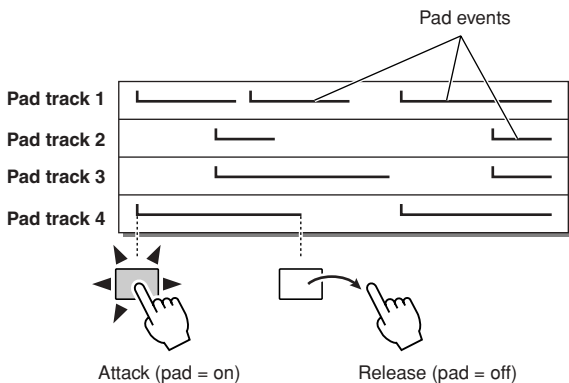 Pad events
Pad track 1
Pad track 2
Pad track 3
Pad track 4
Attack (pad = on)
Release (pad = off)